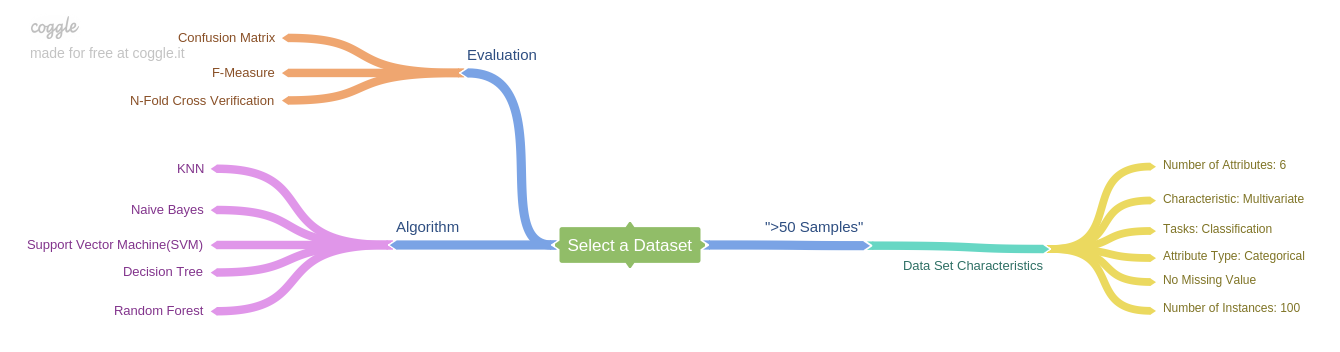 coggle
made for free at coggle.it
Confusion Matrix
F-Measure
N-Fold Cross Verification
Evaluation
KNN
Naive Bayes
Support Vector Machine(SVM)
Decision Tree
Random Forest
Algorithm
Select a Dataset
">50 Samples"
Data Set Characteristics
Number of Attributes: 6
Characteristic: Multivariate
Tasks: Classification
Attribute Type: Categorical
No Missing Value
Number of Instances: 100